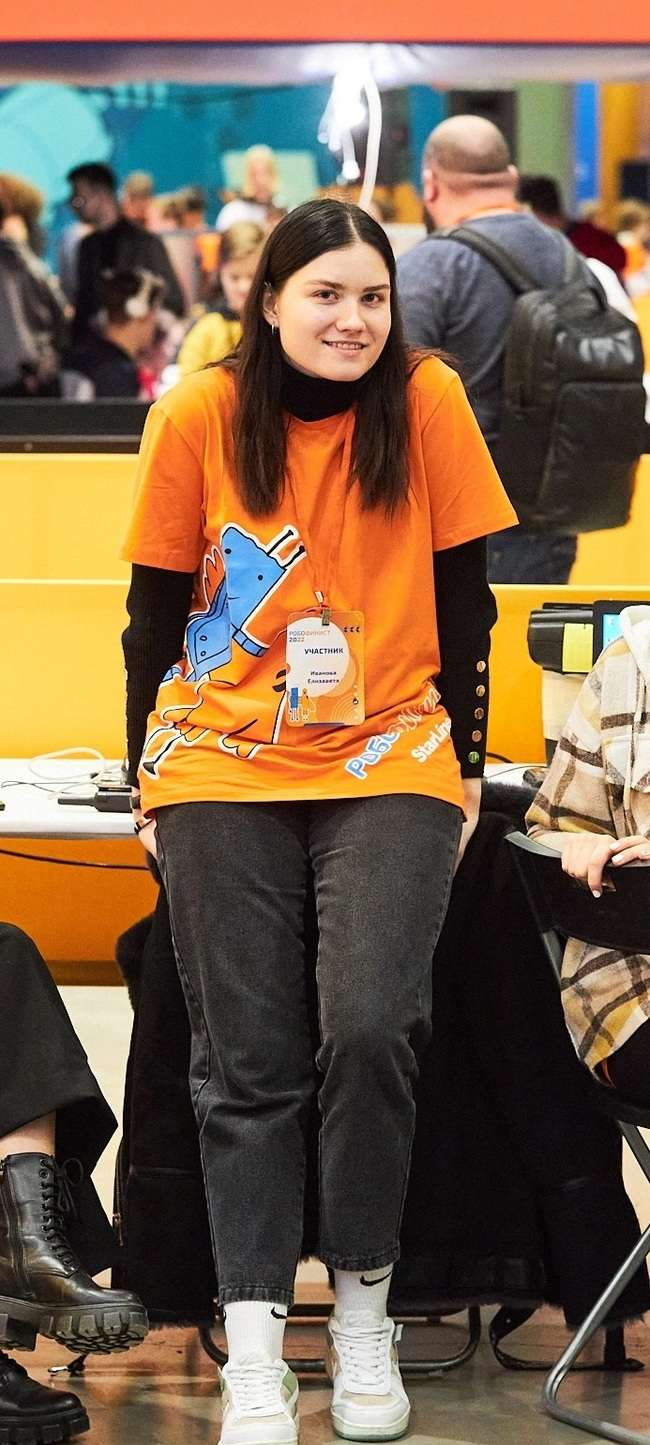 РОБОФИНИСТ
2022
УЧАСТНИК
Иванова
Елизавета
StarLine